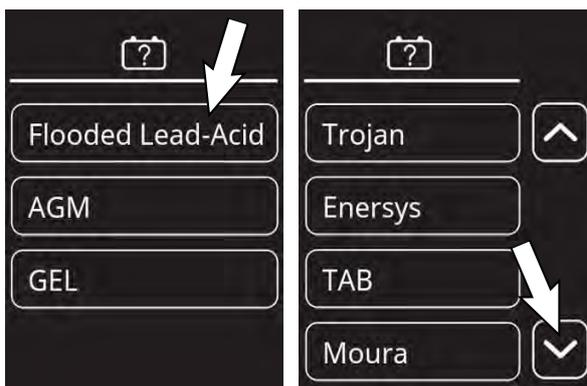 ?
Flooded Lead-Acid
AGM
GEL
?
Trojan
Enersys
TAB
Moura